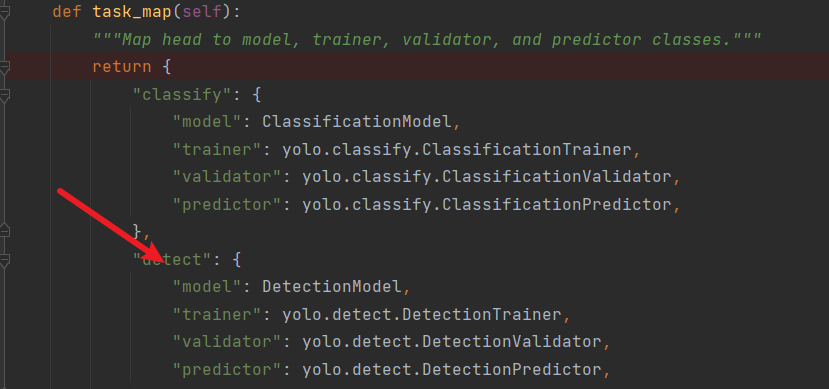 def task_map(self):
"""Map head to model, trainer, validator, and predictor classes."""
return {
"classify": {
"model": ClassificationModel,
"trainer": yolo.classify.ClassificationTrainer,
"validator": yolo.classify.ClassificationValidator,
"predictor": yolo.classify.ClassificationPredictor,
},
"detect": {
"model": DetectionModel,
"trainer": yolo.detect.DetectionTrainer,
"validator": yolo.detect.DetectionValidator,
"predictor": yolo.detect.DetectionPredictor,